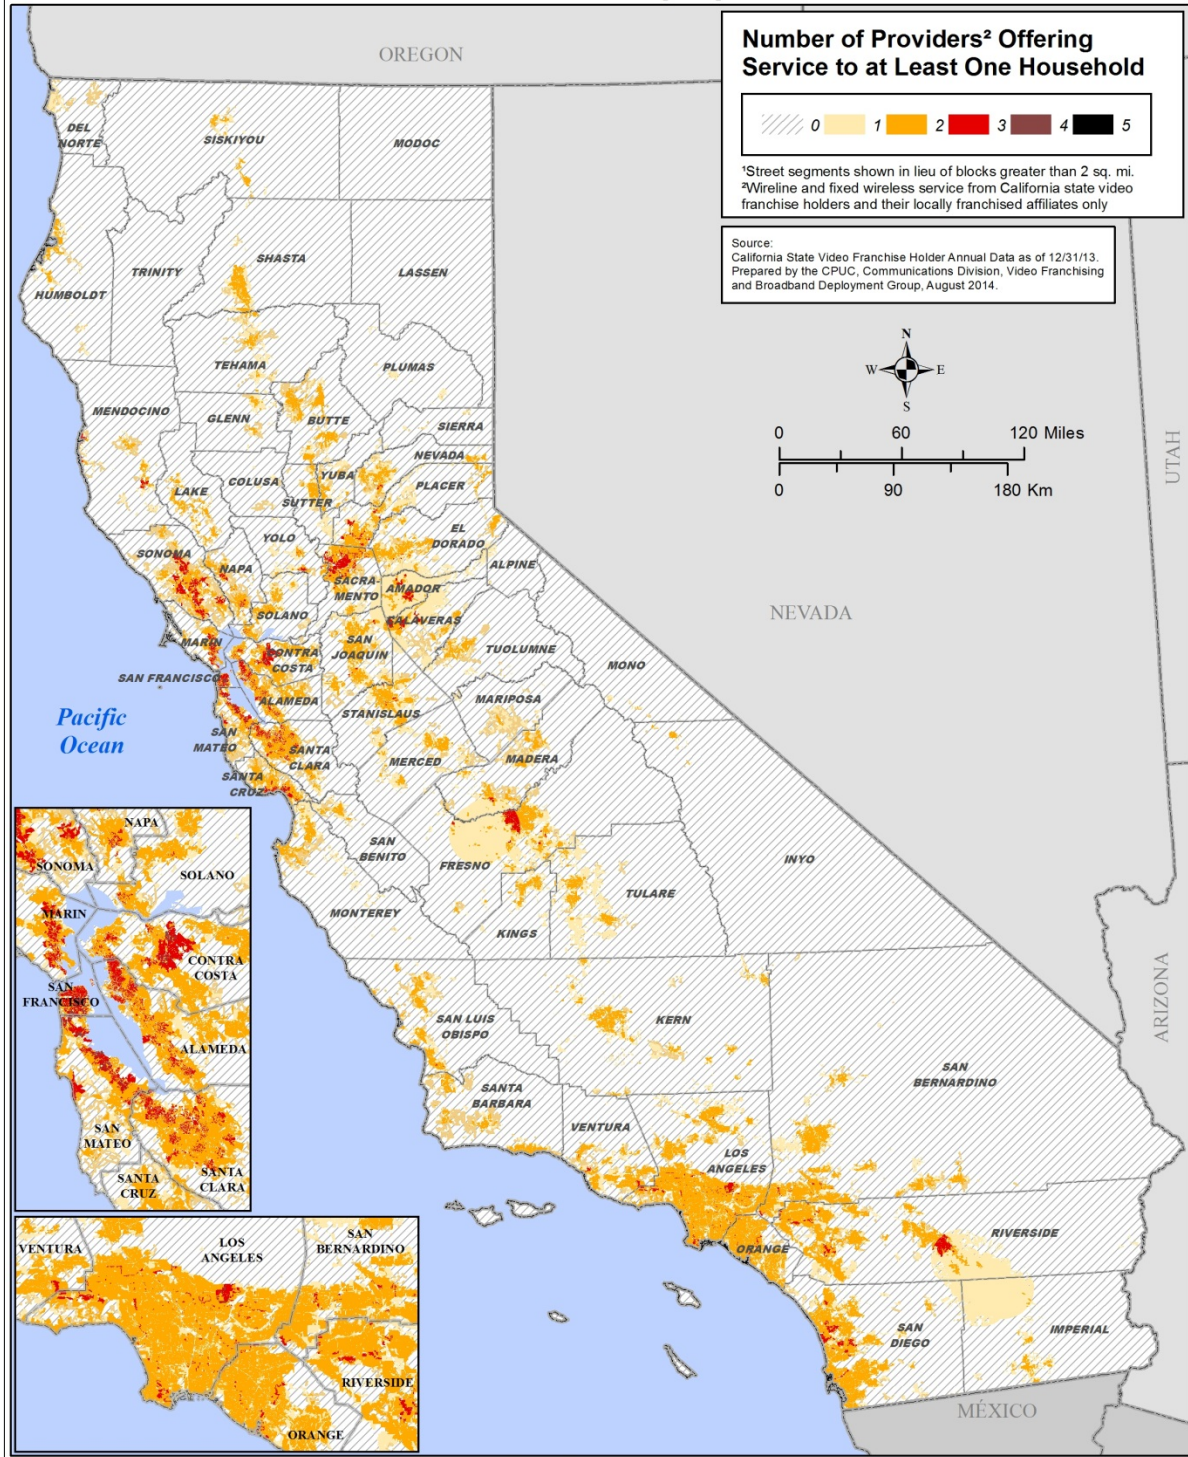 OREGON
Number of Providers² Offering
Service to at Least One Household
0 1 2 3 4 5
¹Street segments shown in lieu of blocks greater than 2 sq. mi.
²Wireline and fixed wireless service from California state video
franchise holders and their locally franchised affiliates only
Source:
California State Video Franchise Holder Annual Data as of 12/31/13.
Prepared by the CPUC, Communications Division, Video Franchising
and Broadband Deployment Group, August 2014.
N
W E
S
0 60 120 Miles
0 90 180 Km
UTAH
NEVADA
ARIZONA
MÉXICO
Pacific
Ocean
DEL
NORTE
SISKIYOU
MODOC
TRINITY
SHASTA
LASSEN
HUMBOLDT
TEHAMA
PLUMAS
MENDOCINO
GLENN
BUTTE
SIERRA
NEVADA
YUBA
PLACER
LAKE
COLUSA
SUTTER
EL
DORADO
YOLO
SONOMA
NAPA
ALPINE
SACRA-
MENTO
AMADOR
SOLANO
CALAVERAS
MARIN
SAN
JOAQUIN
TUOLUMNE
CONTRA
COSTA
MONO
SAN FRANCISCO
ALAMEDA
MARIPOSA
STANISLAUS
SAN
MATEO
SANTA
CLARA
MERCED
MADERA
SANTA
CRUZ
SAN
BENITO
FRESNO
INYO
TULARE
MONTEREY
KINGS
SAN LUIS
OBISPO
KERN
SAN
BERNARDINO
SANTA
BARBARA
VENTURA
LOS
ANGELES
ORANGE
RIVERSIDE
SAN
DIEGO
IMPERIAL
NAPA
SONOMA
SOLANO
MARIN
CONTRA
COSTA
SAN
FRANCISCO
ALAMEDA
SAN
MATEO
SANTA
CLARA
SANTA
CRUZ
VENTURA
LOS
ANGELES
SAN
BERNARDINO
RIVERSIDE
ORANGE